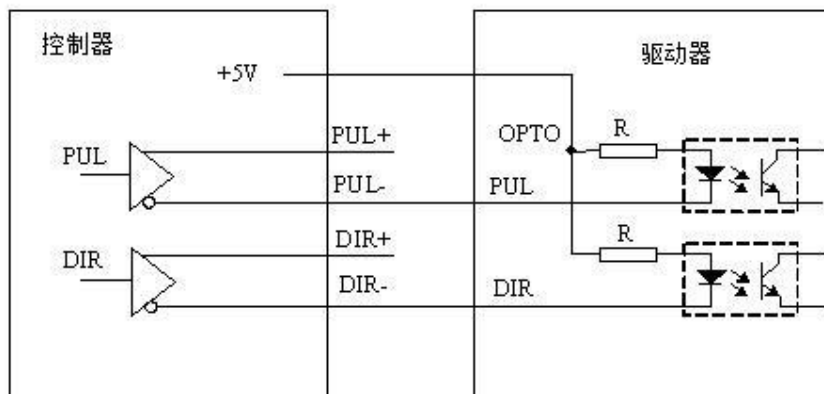 控制器
驱动器
+5V
PUL
PUL+
PUL-
OPTO
R
PUL
DIR
DIR+
DIR-
R
DIR